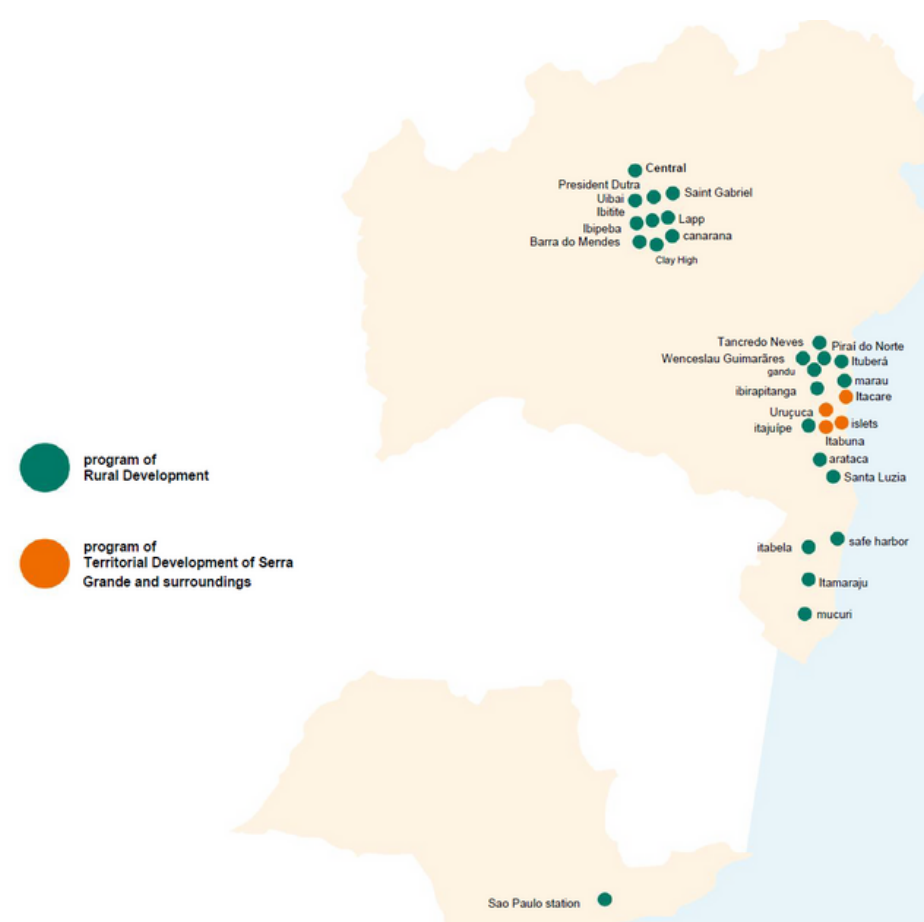 Central
President Dutra
Saint Gabriel
Uibai
Ibitite
Lapp
Ibipeba
canarana
Barra do Mendes
Clay High
Tancredo Neves
Piraí do Norte
Wenceslau Guimarãres
Ituberá
gandu
marau
ibirapitanga
Itacare
Uruçuca
islets
itajuípe
Itabuna
arataca
Santa Luzia
program of
Rural Development
program of
Territorial Development of Serra
Grande and surroundings
safe harbor
itabela
Itamaraju
mucuri
Sao Paulo station